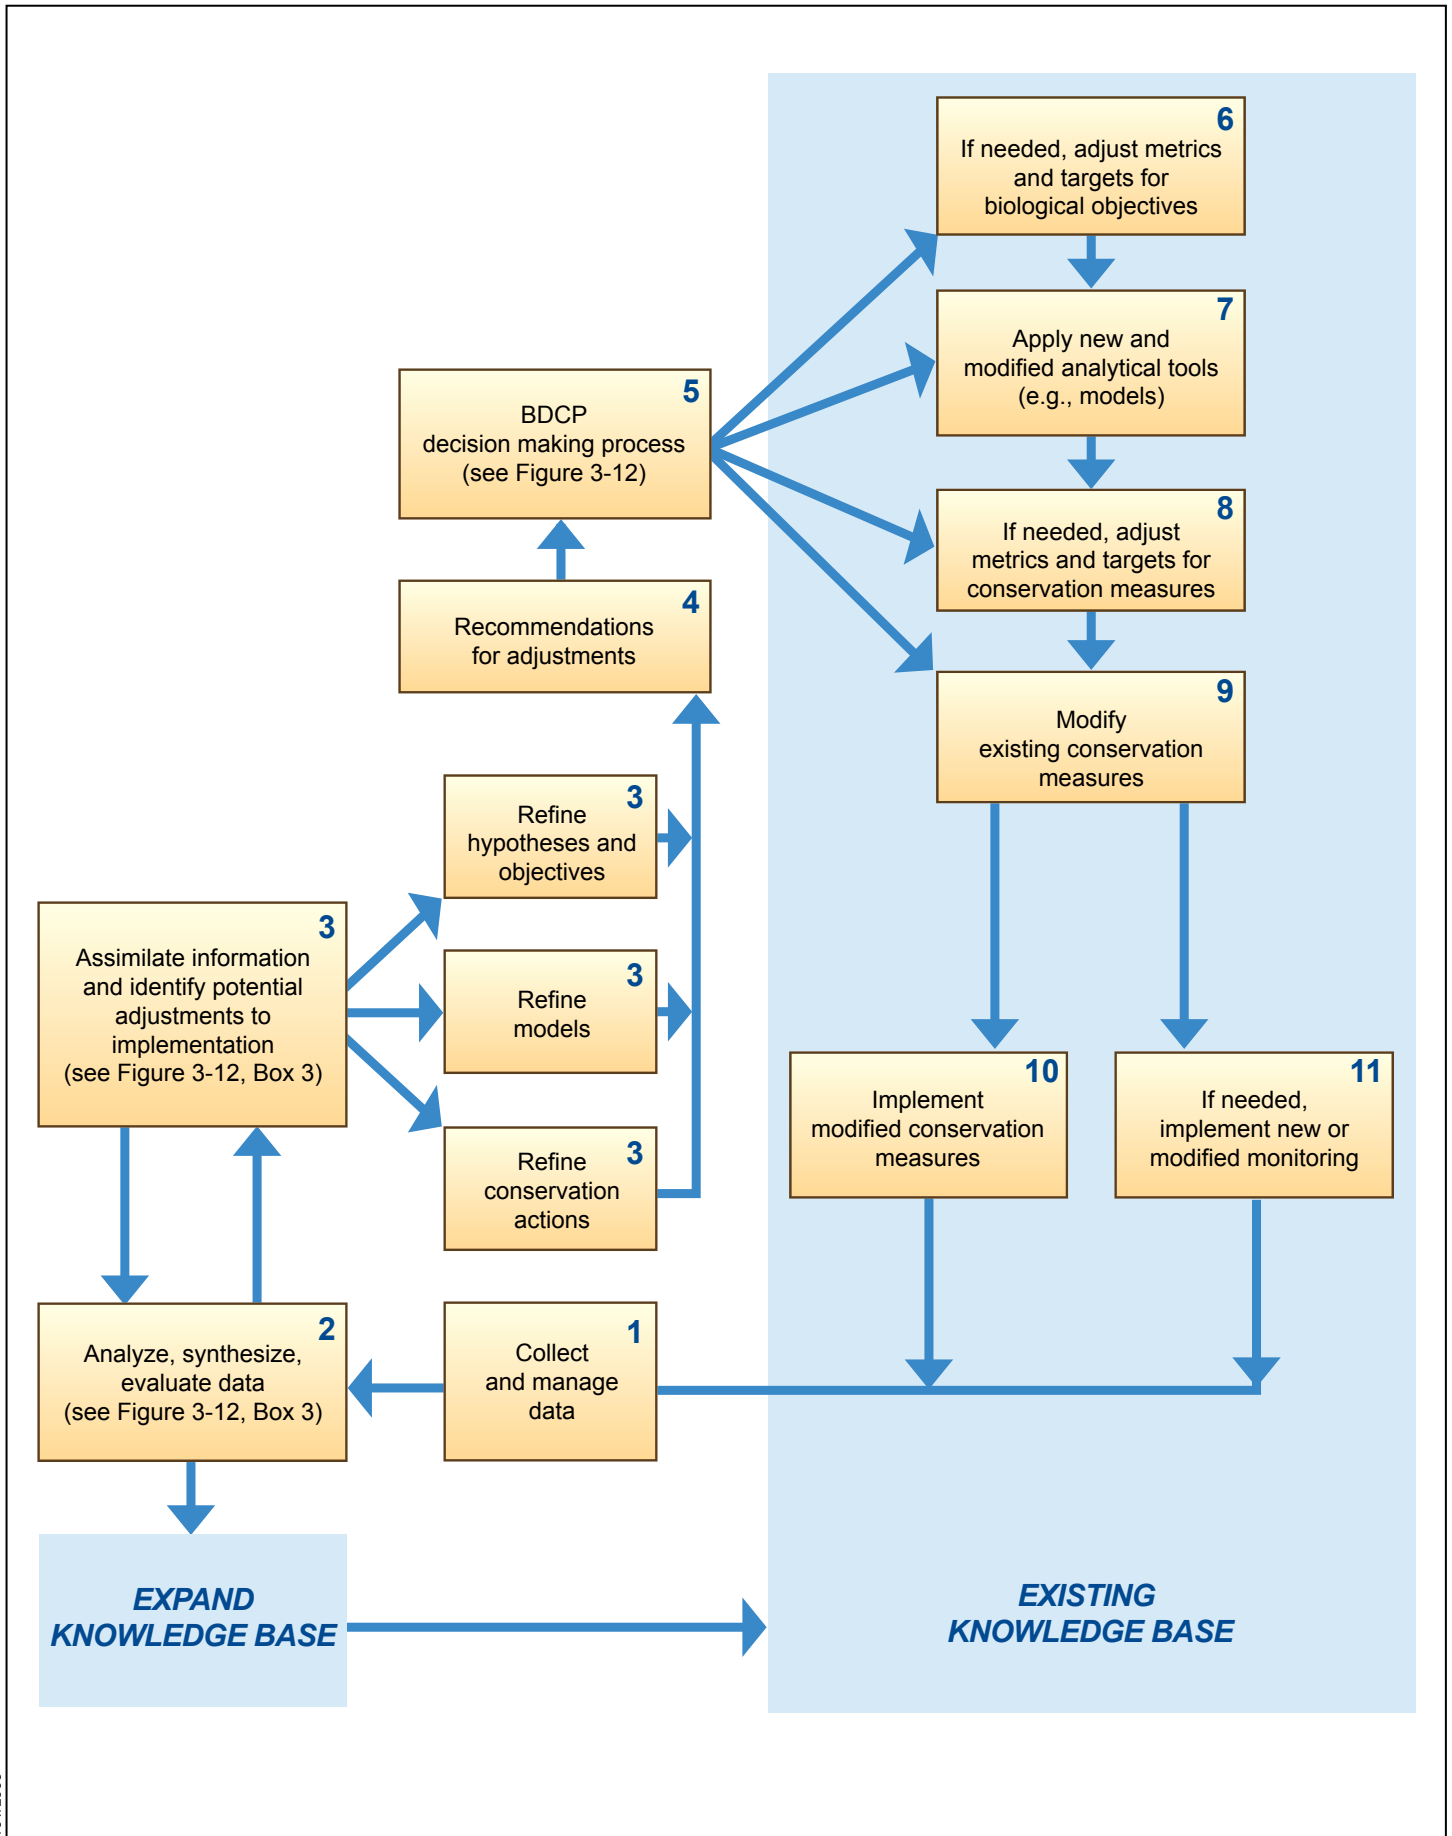 6
If needed, adjust metrics
and targets for
biological objectives
7
Apply new and
modified analytical tools
(e.g., models)
5
BDCP
decision making process
(see Figure 3-12)
8
If needed, adjust
metrics and targets for
conservation measures
4
Recommendations
for adjustments
9
Modify
existing conservation
measures
3
Refine
hypotheses and
objectives
3
Assimilate information
and identify potential
adjustments to
implementation
(see Figure 3-12, Box 3)
3
Refine
models
3
Refine
conservation
actions
10
Implement
modified conservation
measures
11
If needed,
implement new or
modified monitoring
2
Analyze, synthesize,
evaluate data
(see Figure 3-12, Box 3)
1
Collect
and manage
data
EXPAND
KNOWLEDGE BASE
EXISTING
KNOWLEDGE BASE